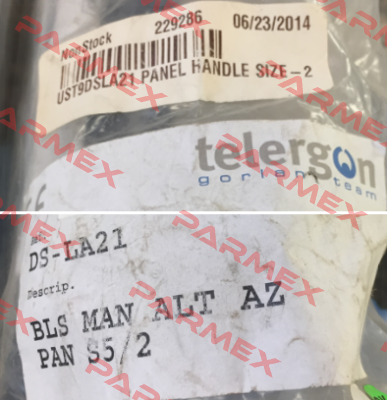 NonStock 229286 06/23/2014
UST9DSLA21 PANEL HANDLE SIZE-2
telergon
gorlan team
DS-LA21
Descrip.
BLS MAN ALT AZ
PAN S5/2
PARMEX
PARMEX
PARMEX
PARMEX
PARMEX
PARMEX
PARMEX
PARMEX